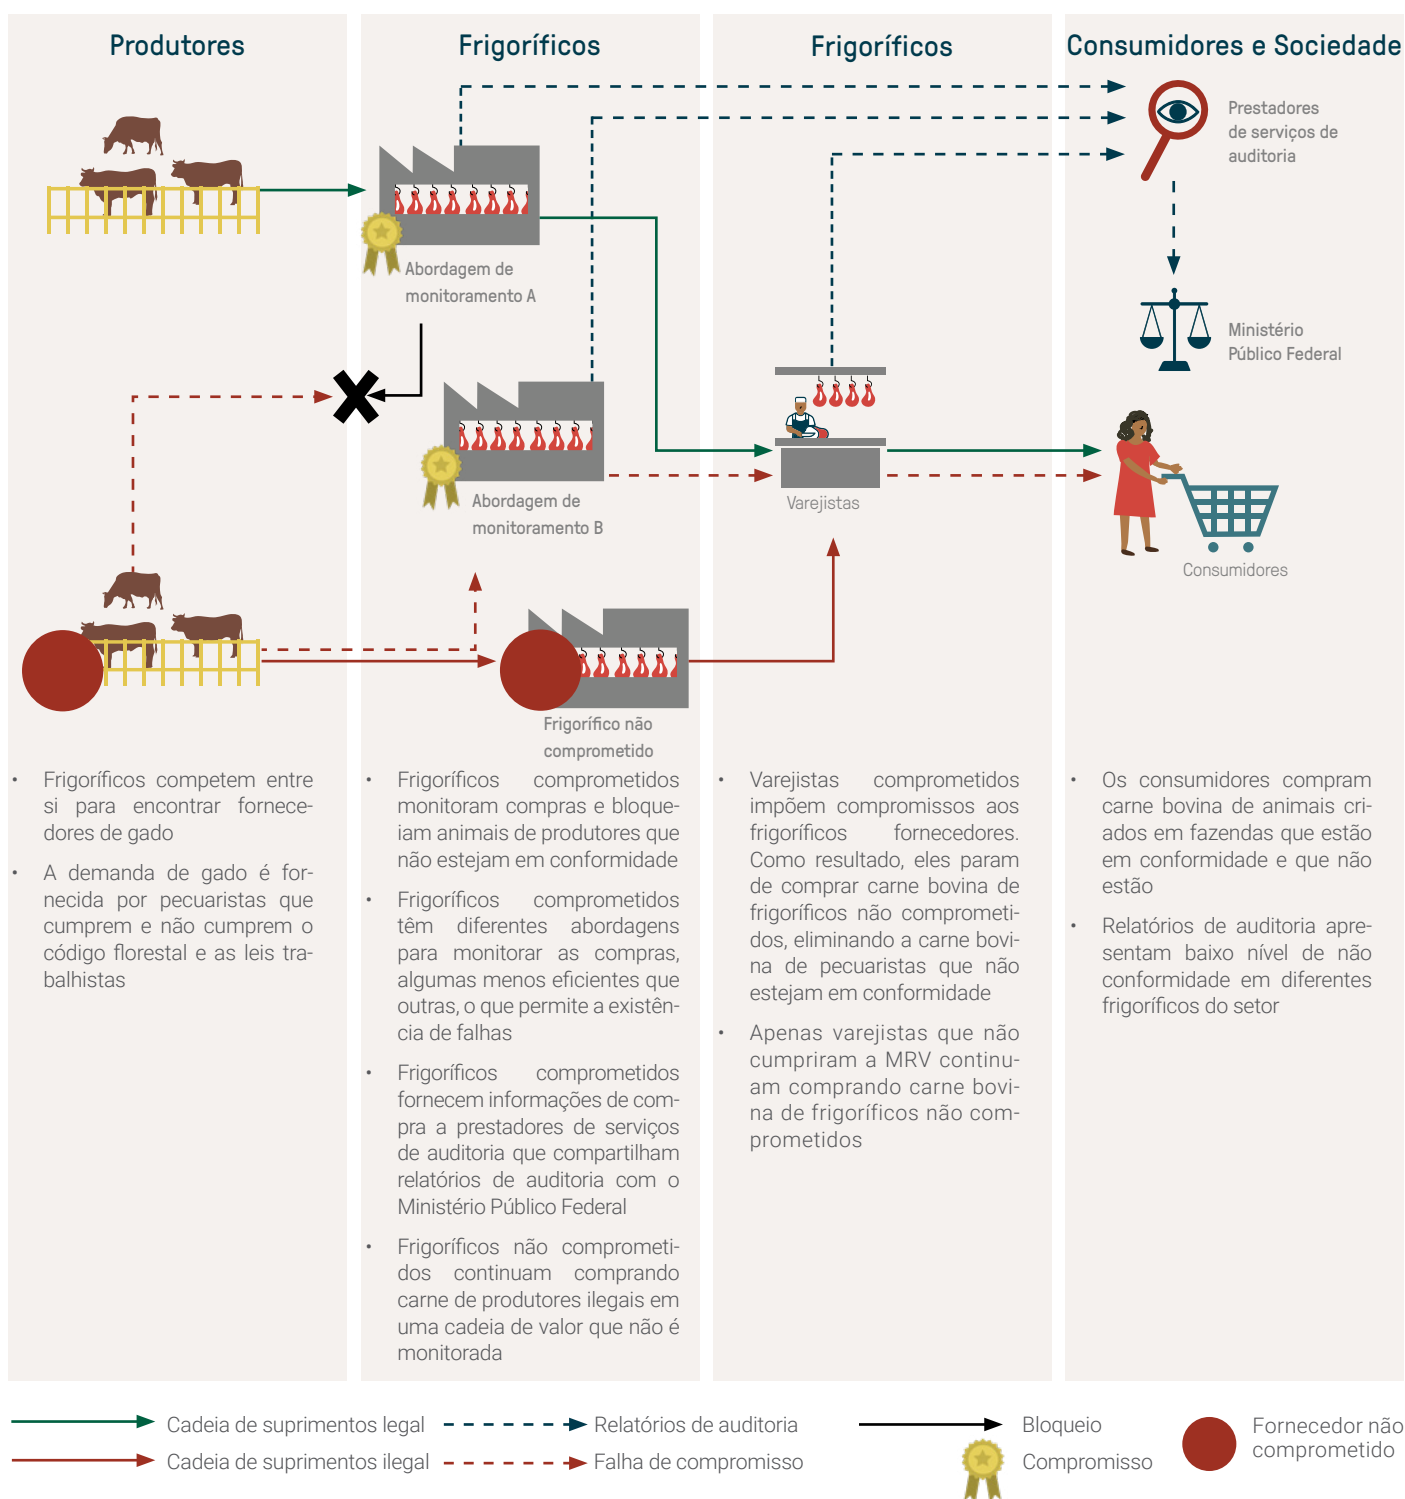 Produtores
Frigoríficos
Frigoríficos
Consumidores e Sociedade
Prestadores
de serviços de
auditoria
Abordagem de
monitoramento A
Ministério
Público Federal
Abordagem de
monitoramento B
Varejistas
Consumidores
Frigorífico não
comprometido
• Frigoríficos competem entre
si para encontrar fornece-
dores de gado
• A demanda de gado é for-
necida por pecuaristas que
cumprem e não cumprem o
código florestal e as leis tra-
balhistas
• Frigoríficos comprometidos
monitoram compras e bloque-
iam animais de produtores que
não estejam em conformidade
• Frigoríficos comprometidos
têm diferentes abordagens
para monitorar as compras,
algumas menos eficientes que
outras, o que permite a existên-
cia de falhas
• Frigoríficos comprometidos
fornecem informações de com-
pra a prestadores de serviços
de auditoria que compartilham
relatórios de auditoria com o
Ministério Público Federal
• Frigoríficos não comprometi-
dos continuam comprando
carne de produtores ilegais em
uma cadeia de valor que não é
monitorada
• Varejistas comprometidos
impõem compromissos aos
frigoríficos fornecedores.
Como resultado, eles param
de comprar carne bovina de
frigoríficos não comprometi-
dos, eliminando a carne bovi-
na de pecuaristas que não
estejam em conformidade
• Apenas varejistas que não
cumpriram a MRV continu-
am comprando carne bovi-
na de frigoríficos não com-
prometidos
• Os consumidores compram
carne bovina de animais cri-
ados em fazendas que estão
em conformidade e que não
estão
• Relatórios de auditoria apre-
sentam baixo nível de não
conformidade em diferentes
frigoríficos do setor
Cadeia de suprimentos legal
Relatórios de auditoria
Bloqueio
Fornecedor não
comprometido
Cadeia de suprimentos ilegal
Falha de compromisso
Compromisso